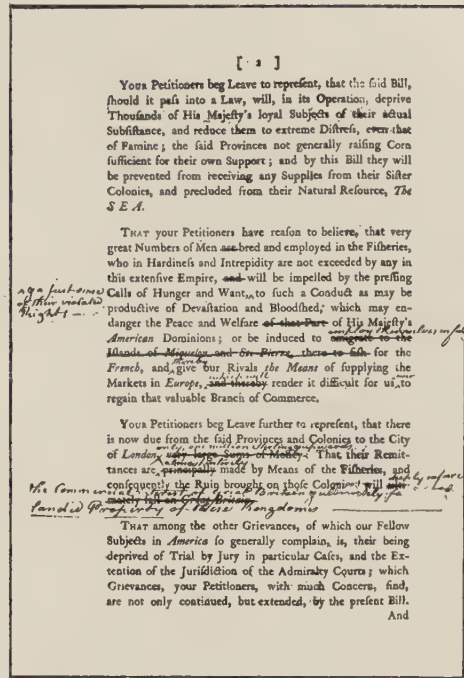 [ 2 ]
YOUR Petitioners beg Leave to repreſent, that the ſaid Bill,
ſhould it paſs into a Law, will, in its Operation, deprive
Thouſands of His Majeſty's loyal Subjects of their actual
Subſiſtance, and reduce them to extreme Diſtreſs, even that
of Famine; the ſaid Provinces not generally raiſing Corn
ſufficient for their own Support; and by this Bill they will
be prevented from receiving any Supplies from their Siſter
Colonies, and precluded from their Natural Reſource, The
SEA.
THAT your Petitioners have reaſon to believe, that very
great Numbers of Men are bred and employed in the Fiſheries,
who in Hardineſs and Intrepidity are not exceeded by any in
this extenſive Empire, and will be impelled by the preſſing
Calls of Hunger and Want, to ſuch a Conduct as may be
of their violated
Rights
productive of Devaſtation and Bloodſhed, which may en-
danger the Peace and Welfare of that Part of His Majeſty's
employ themselves
American Dominions; or be induced to emigrate to the
Iſlands of Miquelon and St. Pierre, there to fiſh for the
thereby
French, and give our Rivals the Means of ſupplying the
Markets in Europe, and thereby render it difficult for us to
regain that valuable Branch of Commerce.
YOUR Petitioners beg Leave further to repreſent, that there
is now due from the ſaid Provinces and Colonies to the City
of London, very large Sums of Money: That their Remit-
tances are principally made by Means of the Fiſheries, and
conſequently the Ruin brought on thoſe Colonies will
the Commercial Interest of Great Britain
Landed Property of these Kingdoms
THAT among the other Grievances, of which our Fellow
Subjects in America ſo generally complain, is, their being
deprived of Trial by Jury in particular Caſes, and the Ex-
tention of the Juriſdiction of the Admiralty Courts; which
Grievances, your Petitioners, with much Concern, find,
are not only continued, but extended, by the preſent Bill.
And